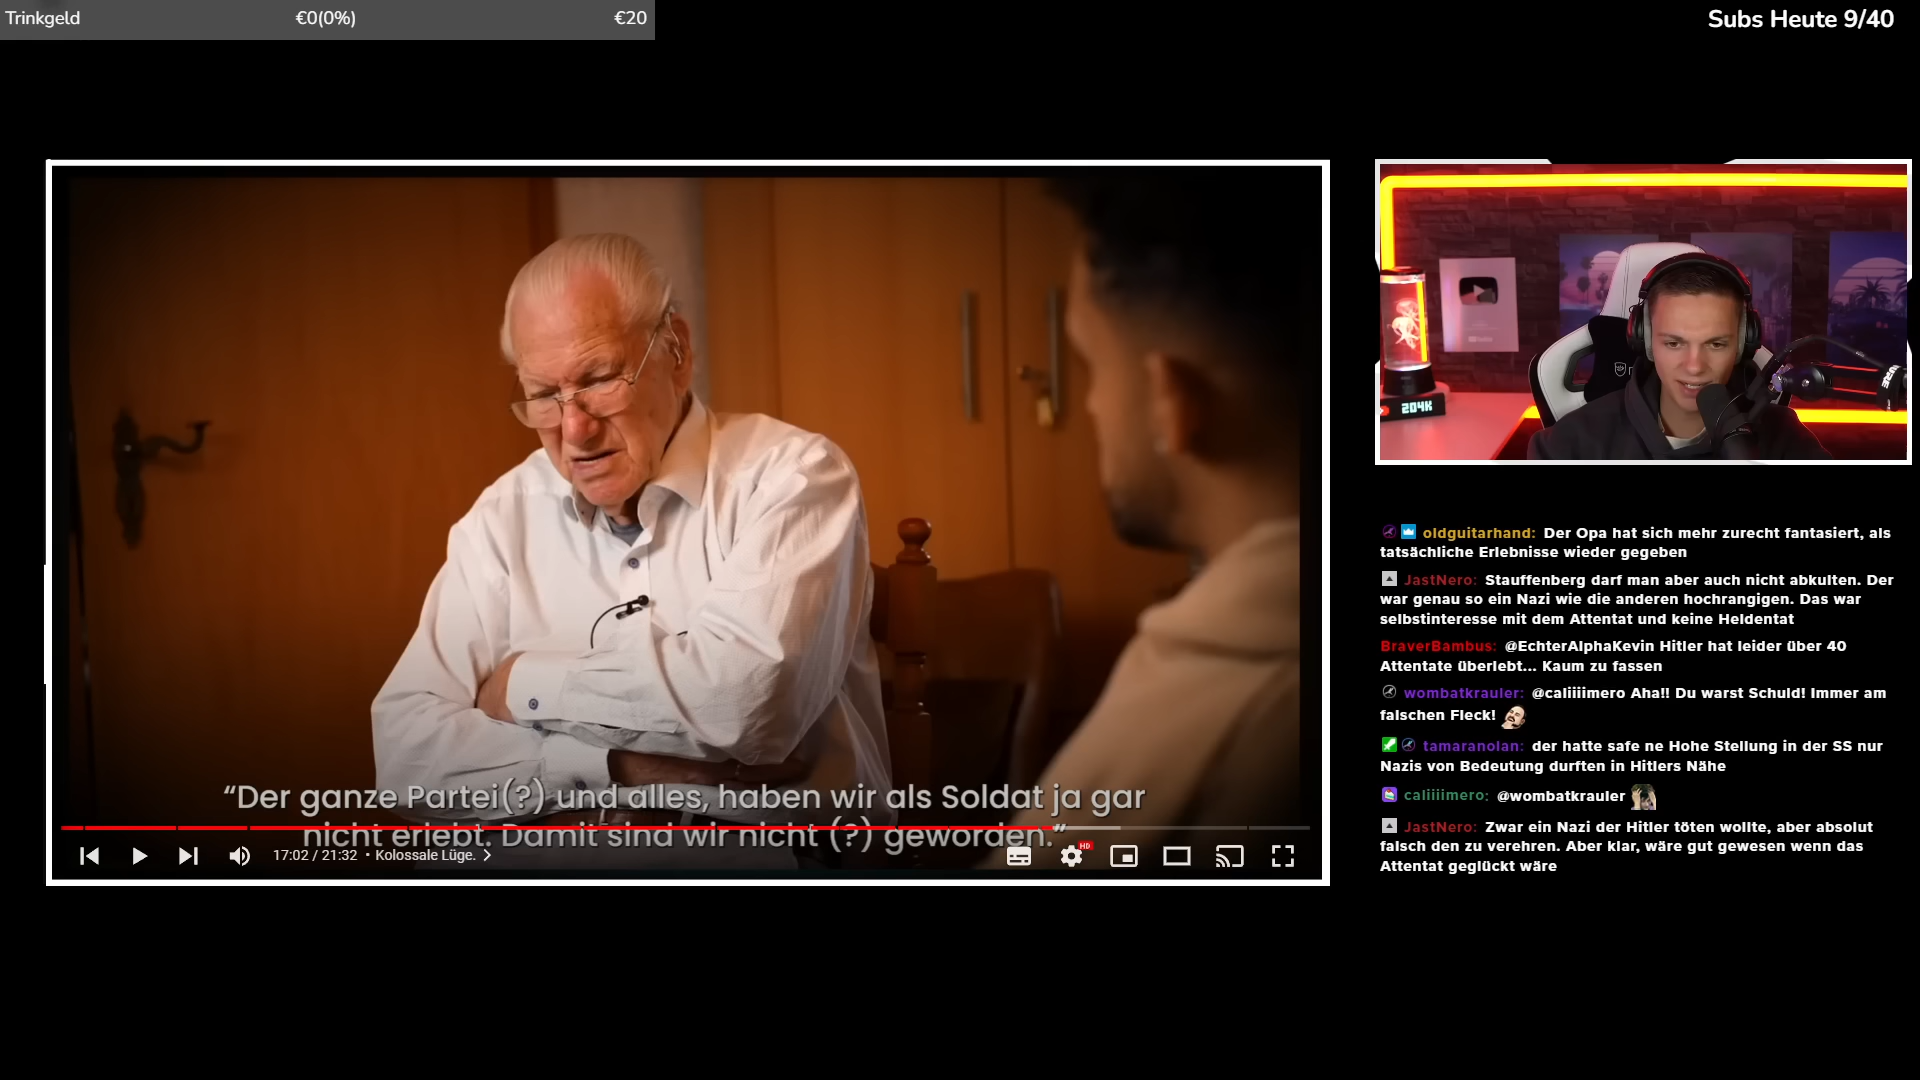 Trinkgeld €0(0%) €20
Subs Heute 9/40
“Der ganze Partei(?) und alles, haben wir als Soldat ja gar
nicht erlebt. Damit sind wir nicht (?) geworden.”
17:02 / 21:32 • Kolossale Lüge.
HD
204K
oldguitarhand: Der Opa hat sich mehr zurecht fantasiert, als
tatsächliche Erlebnisse wieder gegeben
JastNero: Stauffenberg darf man aber auch nicht abkulten. Der
war genau so ein Nazi wie die anderen hochrangigen. Das war
selbstinteresse mit dem Attentat und keine Heldentat
BraverBambus: @EchterAlphaKevin Hitler hat leider über 40
Attentate überlebt... Kaum zu fassen
wombatkrauler: @caliiiimero Aha!! Du warst Schuld! Immer am
falschen Fleck!
tamaranolan: der hatte safe ne Hohe Stellung in der SS nur
Nazis von Bedeutung durften in Hitlers Nähe
caliiiimero: @wombatkrauler
JastNero: Zwar ein Nazi der Hitler töten wollte, aber absolut
falsch den zu verehren. Aber klar, wäre gut gewesen wenn das
Attentat geglückt wäre